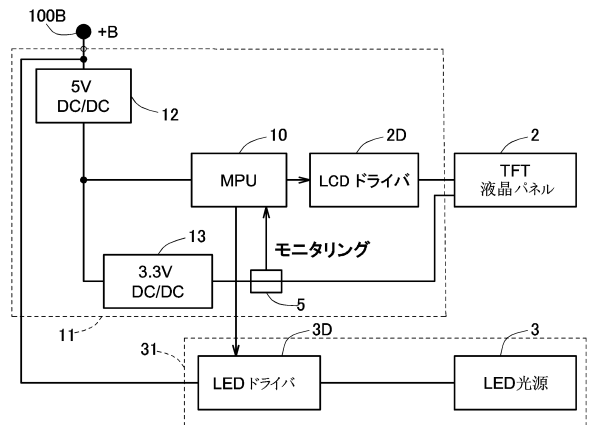 100B
+B
5V
DC/DC
12
10
2D
2
MPU
LCD ドライバ
TFT
液晶パネル
13
モニタリング
3.3V
DC/DC
5
11
31
3D
3
LED ドライバ
LED光源